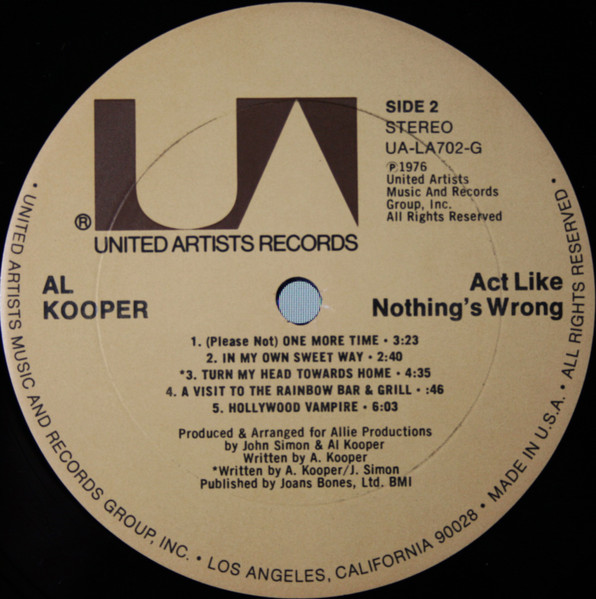 UA
®
UNITED ARTISTS RECORDS
SIDE 2
STEREO
UA-LA702-G
℗1976
United Artists
Music And Records
Group, Inc.
All Rights Reserved
AL
KOOPER
Act Like
Nothing's Wrong
1. (Please Not) ONE MORE TIME • 3:23
2. IN MY OWN SWEET WAY • 2:40
*3. TURN MY HEAD TOWARDS HOME • 4:35
4. A VISIT TO THE RAINBOW BAR & GRILL • :46
5. HOLLYWOOD VAMPIRE • 6:03
Produced & Arranged for Allie Productions
by John Simon & Al Kooper
Written by A. Kooper
*Written by A. Kooper/J. Simon
Published by Joans Bones, Ltd. BMI
• UNITED ARTISTS MUSIC AND RECORDS GROUP, INC. • LOS ANGELES, CALIFORNIA 90028 • MADE IN U.S.A. • ALL RIGHTS RESERVED •